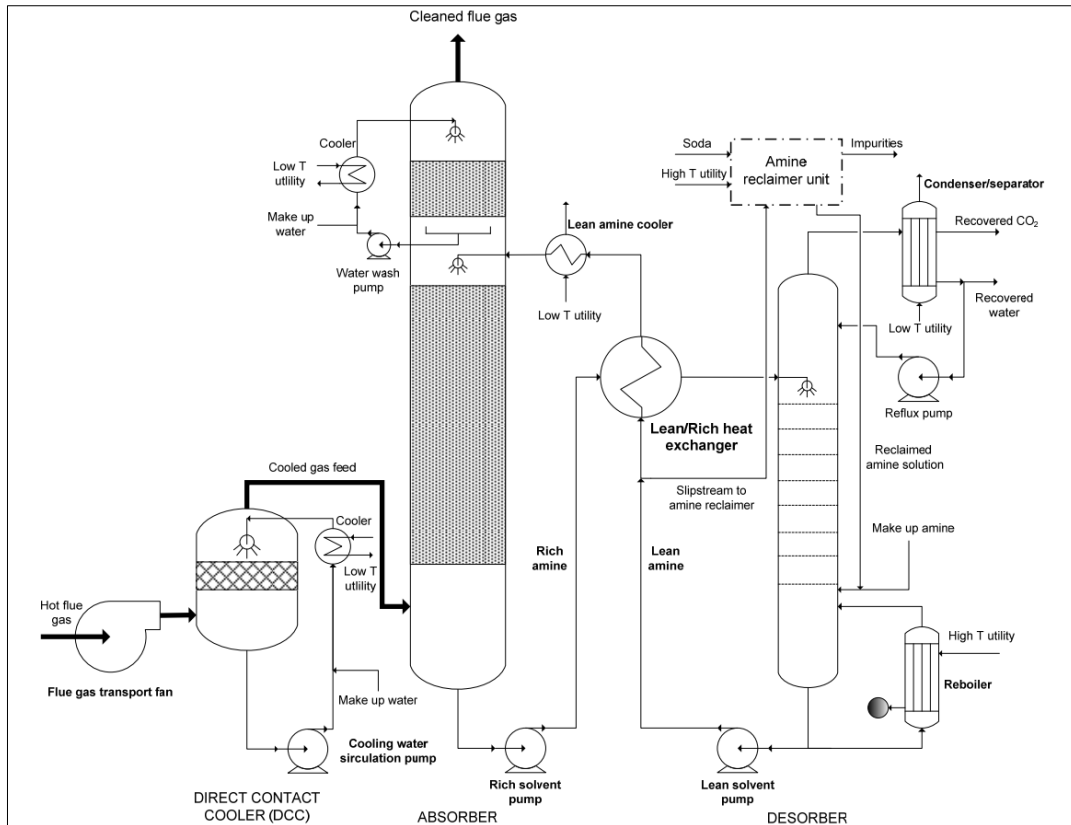 Cleaned flue gas
Cooler
Low T
utlility
Make up
water
Water wash
pump
Lean amine cooler
Low T utility
Soda
High T utility
Amine
reclaimer unit
Impurities
Condenser/separator
Recovered CO₂
Recovered
water
Low T utility
Reflux pump
Lean/Rich heat
exchanger
Reclaimed
amine solution
Slipstream to
amine reclaimer
Make up amine
Cooled gas feed
Cooler
Low T
utlility
Rich
amine
Lean
amine
Hot flue
gas
Flue gas transport fan
Make up water
Cooling water
sirculation pump
High T utility
Reboiler
Rich solvent
pump
Lean solvent
pump
DIRECT CONTACT
COOLER (DCC)
ABSORBER
DESORBER